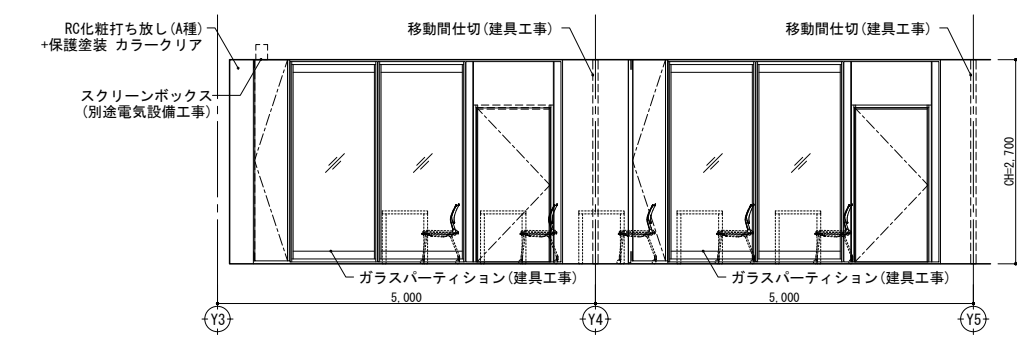 RC化粧打ち放し(A種)
+保護塗装 カラークリア
移動間仕切(建具工事)
移動間仕切(建具工事)
スクリーンボックス
(別途電気設備工事)
CH=2,700
ガラスパーティション(建具工事)
ガラスパーティション(建具工事)
5,000
5,000
Y3
Y4
Y5